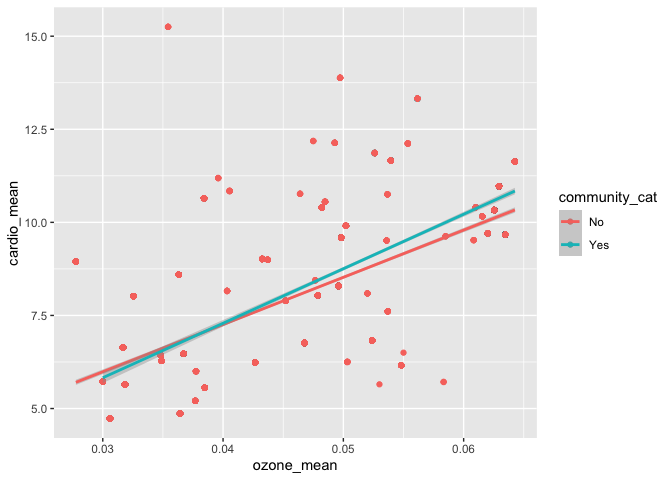 15.0
12.5
10.0
7.5
5.0
cardio_mean
0.03 0.04 0.05 0.06
ozone_mean
community_cat
No
Yes